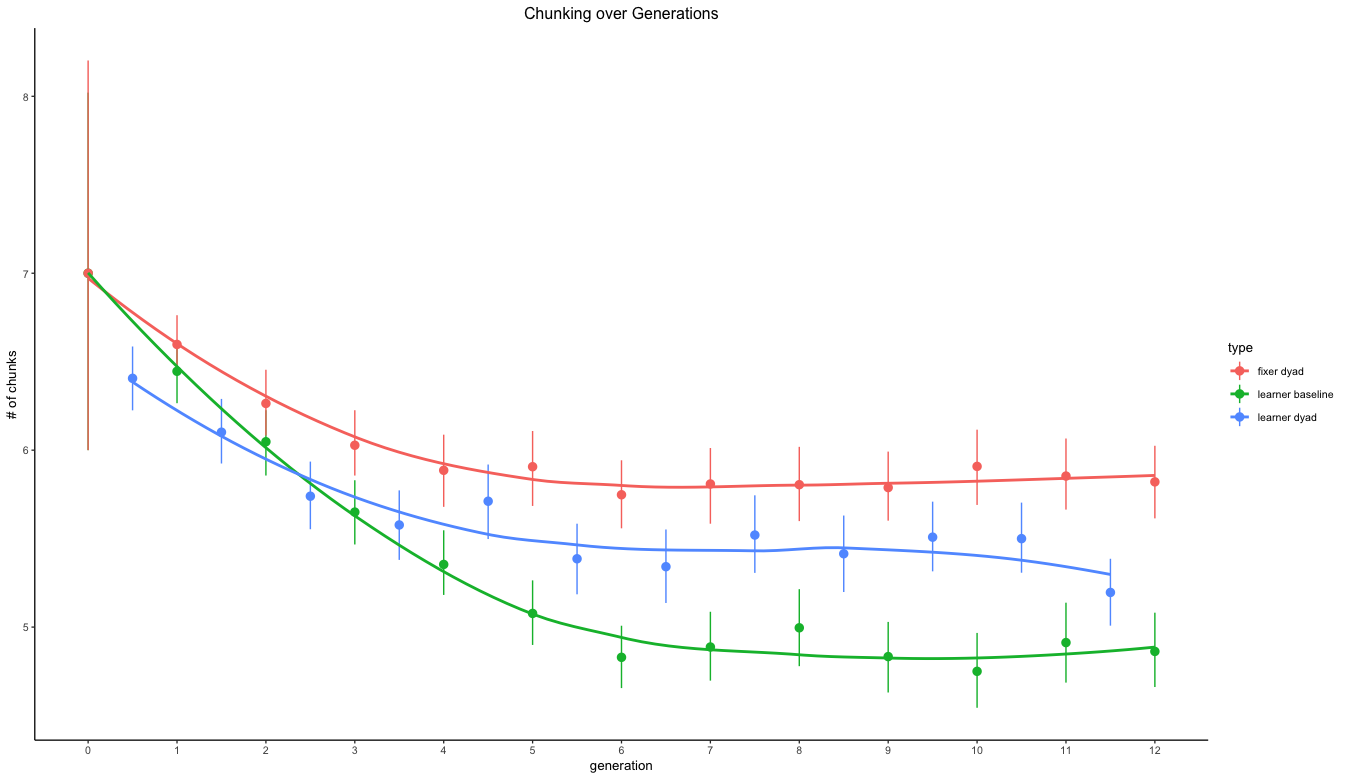 Chunking over Generations
# of chunks
8
7
6
5
0 1 2 3 4 5 6 7 8 9 10 11 12
generation
type
fixer dyad
learner baseline
learner dyad